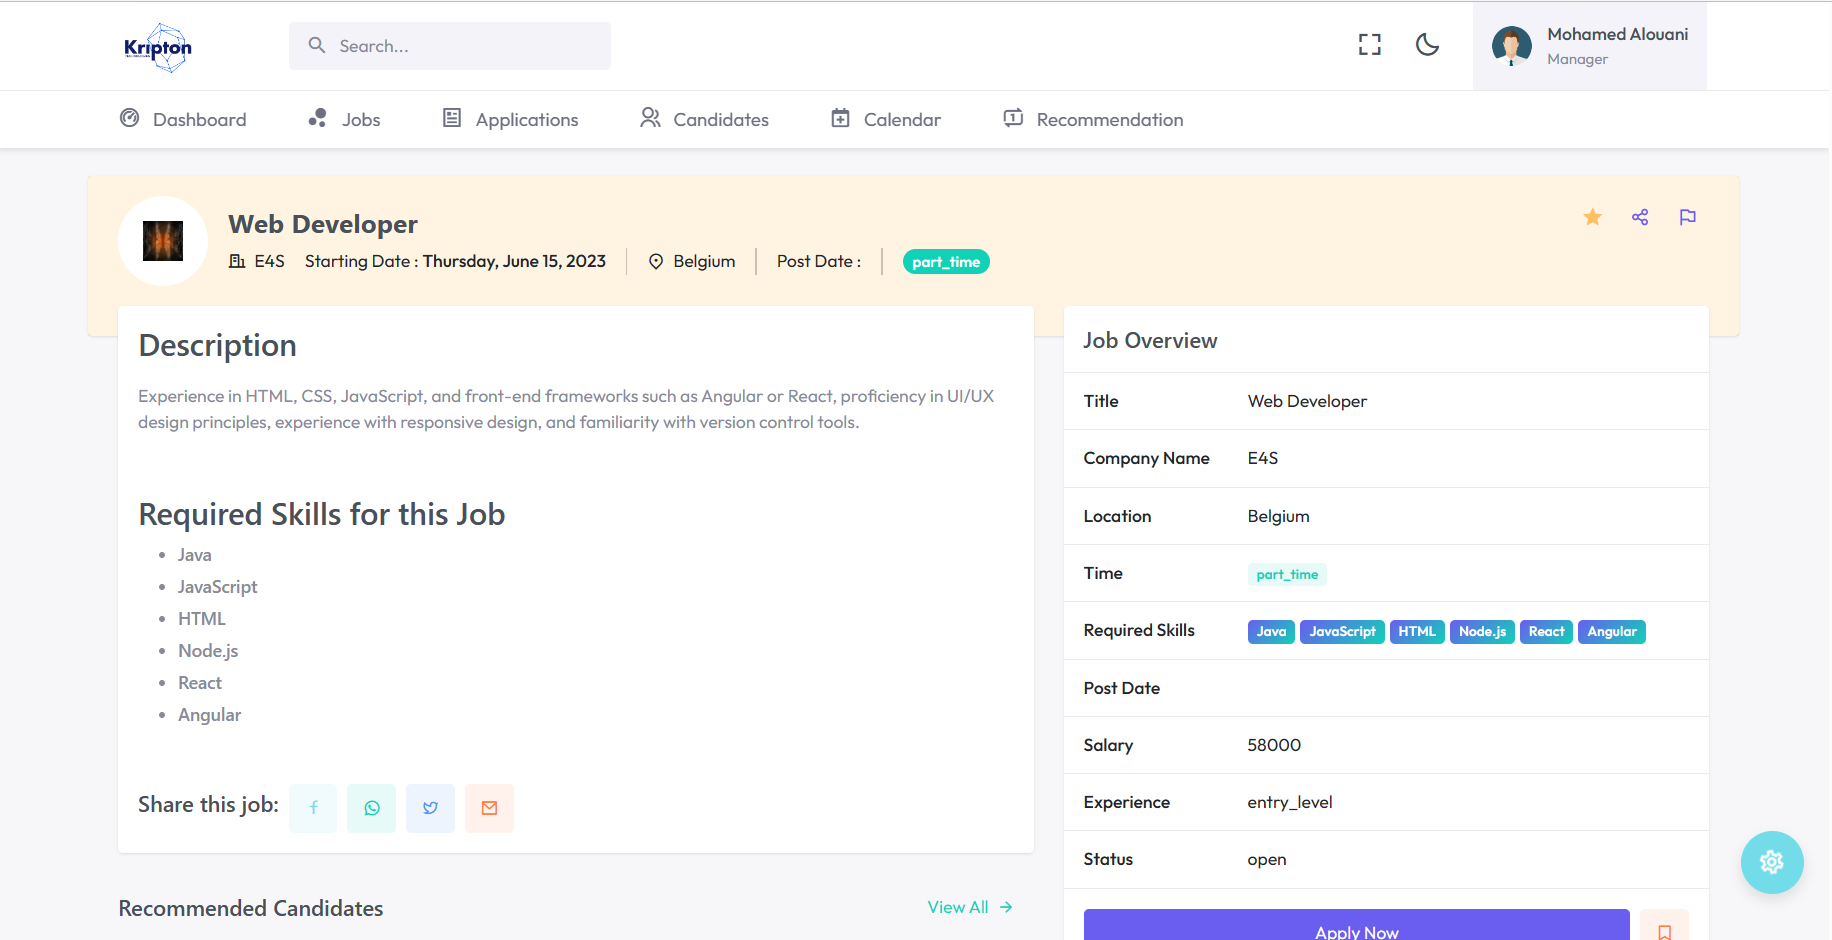 Kripton
Search...
Mohamed Alouani
Manager
Dashboard
Jobs
Applications
Candidates
Calendar
Recommendation
Web Developer
E4S Starting Date : Thursday, June 15, 2023 Belgium Post Date : part_time
Description
Experience in HTML, CSS, JavaScript, and front-end frameworks such as Angular or React, proficiency in UI/UX
design principles, experience with responsive design, and familiarity with version control tools.
Required Skills for this Job
Java
JavaScript
HTML
Node.js
React
Angular
Share this job:
Recommended Candidates
View All
Job Overview
Title Web Developer
Company Name E4S
Location Belgium
Time part_time
Required Skills Java JavaScript HTML Node.js React Angular
Post Date
Salary 58000
Experience entry_level
Status open
Apply Now